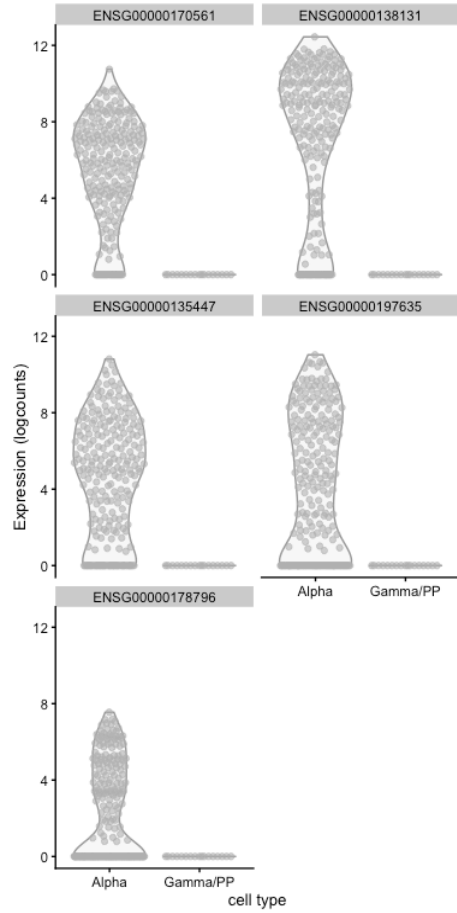 ENSG00000170561 ENSG00000138131
12
8
4
0
ENSG00000135447 ENSG00000197635
12
8
4
0
Expression (logcounts)
Alpha Gamma/PP
ENSG00000178796
12
8
4
0
Alpha Gamma/PP
cell type